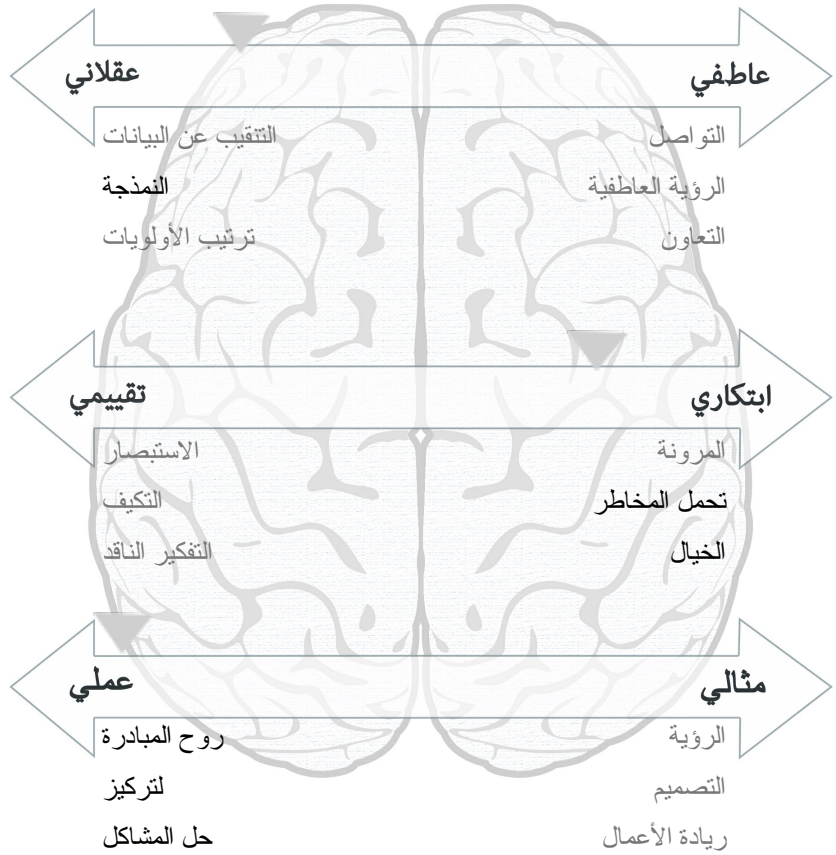 عاطفي
عقلاني
التواصل
التنقيب عن البيانات
الرؤية العاطفية
النمذجة
التعاون
ترتيب الأولويات
ابتكاري
تقييمي
المرونة
الاستبصار
تحمل المخاطر
التكيف
الخيال
التفكير الناقد
مثالي
عملي
الرؤية
روح المبادرة
التصميم
لتركيز
ريادة الأعمال
حل المشاكل